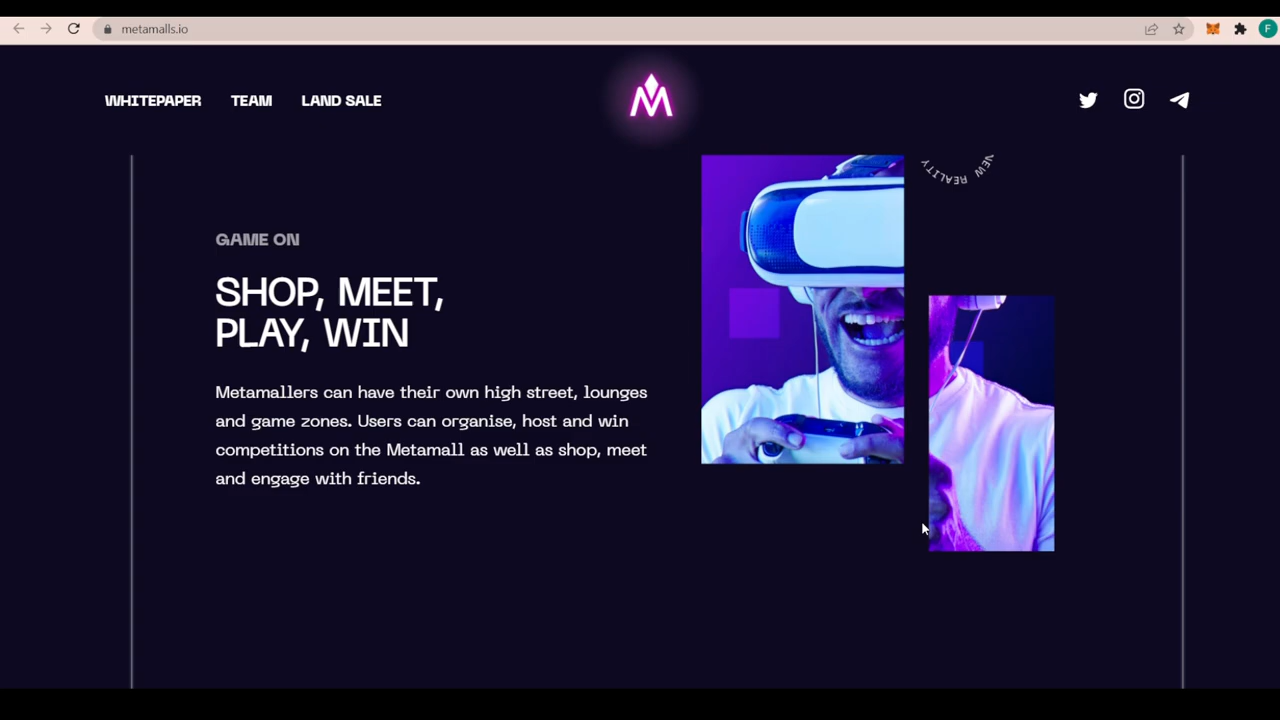 metamalls.io
F
WHITEPAPER TEAM LAND SALE
NEW REALITY
GAME ON
SHOP, MEET,
PLAY, WIN
Metamallers can have their own high street, lounges
and game zones. Users can organise, host and win
competitions on the Metamall as well as shop, meet
and engage with friends.